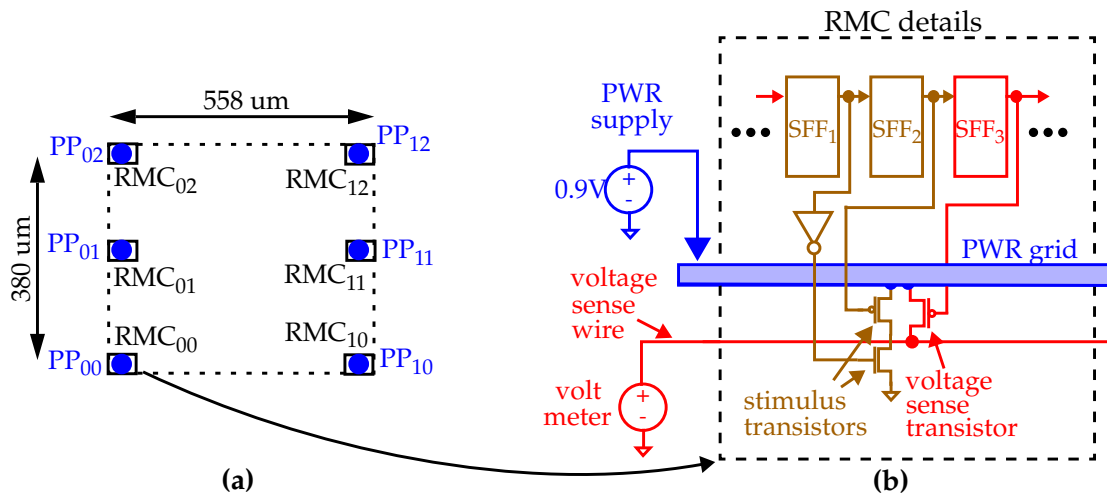 558 um
380 um
PP02
RMC02
PP12
RMC12
PP01
RMC01
PP11
RMC11
PP00
RMC00
PP10
RMC10
(a)
RMC details
PWR
supply
0.9V
+
-
SFF1
SFF2
SFF3
PWR grid
voltage
sense
wire
volt
meter
+
-
stimulus
transistors
voltage
sense
transistor
(b)